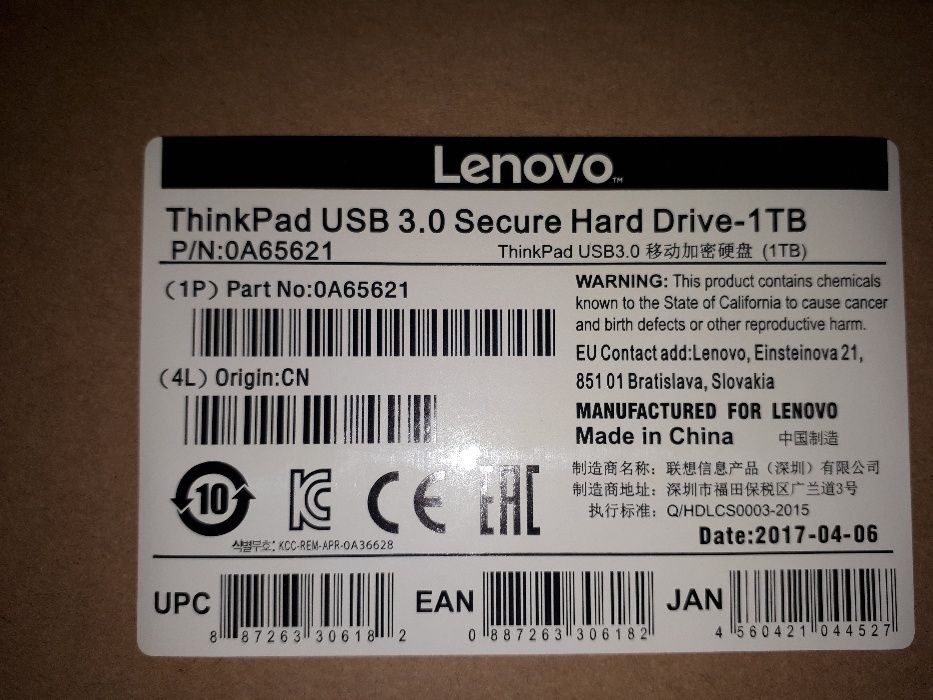 Lenovo™
ThinkPad USB 3.0 Secure Hard Drive-1TB
P/N:0A65621
ThinkPad USB3.0 移动加密硬盘 (1TB)
(1P) Part No:0A65621
(4L) Origin:CN
WARNING: This product contains chemicals
known to the State of California to cause cancer
and birth defects or other reproductive harm.
EU Contact add:Lenovo, Einsteinova 21,
851 01 Bratislava, Slovakia
MANUFACTURED FOR LENOVO
Made in China 中国制造
制造商名称：联想信息产品（深圳）有限公司
制造商地址：深圳市福田保税区广兰道3号
执行标准：Q/HDLCS0003-2015
Date:2017-04-06
10
CE
EAC
식별부호: KCC-REM-APR-0A36628
UPC
8 87263 30618 2
EAN
0 887263 306182
JAN
4 560421 044527